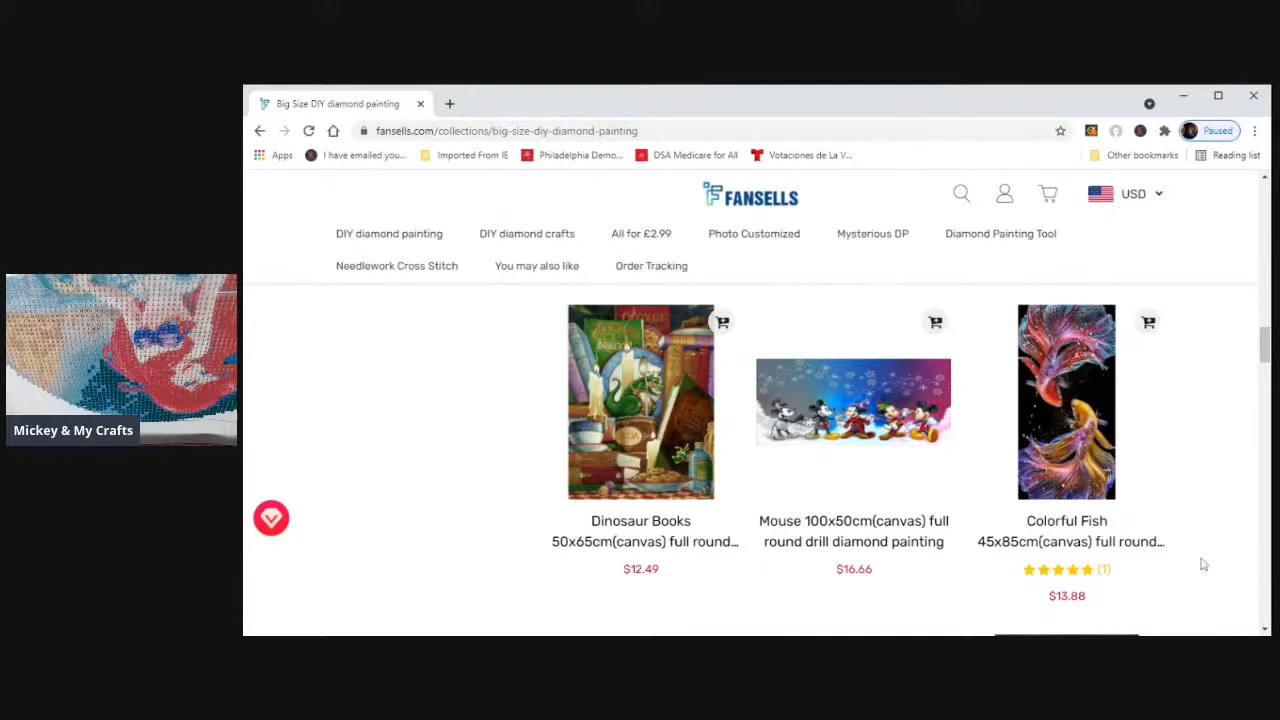 Big Size DIY diamond painting
fansells.com/collections/big-size-diy-diamond-painting
Paused
Apps
I have emailed you...
Imported From IE
Philadelphia Demo...
DSA Medicare for All
Votaciones de La V...
Other bookmarks
Reading list
FANSELLS
USD
DIY diamond painting
DIY diamond crafts
All for £2.99
Photo Customized
Mysterious DP
Diamond Painting Tool
Needlework Cross Stitch
You may also like
Order Tracking
Mickey & My Crafts
Dinosaur Books
50x65cm(canvas) full round...
$12.49
Mouse 100x50cm(canvas) full
round drill diamond painting
$16.66
Colorful Fish
45x85cm(canvas) full round...
(1)
$13.88